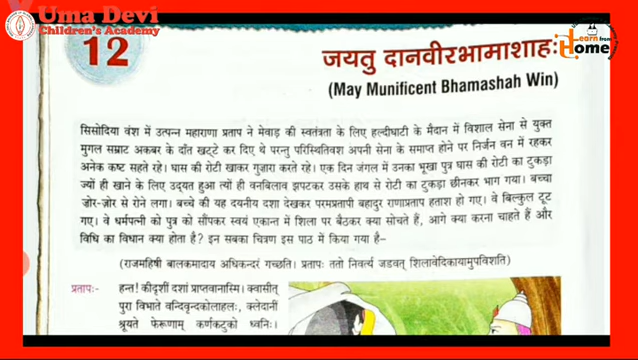 Uma Devi
Children's Academy
Learn from
Home
12
जयतु दानवीरभामाशाहः
(May Munificent Bhamashah Win)
सिसोदिया वंश में उत्पन्न महाराणा प्रताप ने मेवाड़ की स्वतंत्रता के लिए हल्दीघाटी के मैदान में विशाल सेना से युक्त
मुगल सम्राट अकबर के दाँत खट्टे कर दिए थे परन्तु परिस्थितिवश अपनी सेना के समाप्त होने पर निर्जन वन में रहकर
अनेक कष्ट सहते रहे। घास की रोटी खाकर गुज़ारा करते रहे। एक दिन जंगल में उनका भूखा पुत्र घास की रोटी का टुकड़ा
ज्यों ही खाने के लिए उद्यत हुआ त्यों ही वनबिलाव झपटकर उसके हाथ से रोटी का टुकड़ा छीनकर भाग गया। बच्चा
ज़ोर-ज़ोर से रोने लगा। बच्चे की यह दयनीय दशा देखकर परमप्रतापी बहादुर राणाप्रताप हताश हो गए। वे बिल्कुल टूट
गए। वे धर्मपत्नी को पुत्र को सौंपकर स्वयं एकान्त में शिला पर बैठकर क्या सोचते हैं, आगे क्या करना चाहते हैं और
विधि का विधान क्या होता है? इन सबका चित्रण इस पाठ में किया गया है–
(राजमहिषी बालकमादाय अधिकन्दरं गच्छति। प्रतापः ततो निवर्त्य जडवत् शिलावेदिकायामुपविशति)
प्रतापः- हन्त! कीदृशीं दशां प्राप्तवानस्मि। क्वासीत्
पुरा विभाते वन्दिवृन्दकोलाहलः, क्लेदानीं
श्रूयते फेरूणाम् कर्णकटुको ध्वनिः।